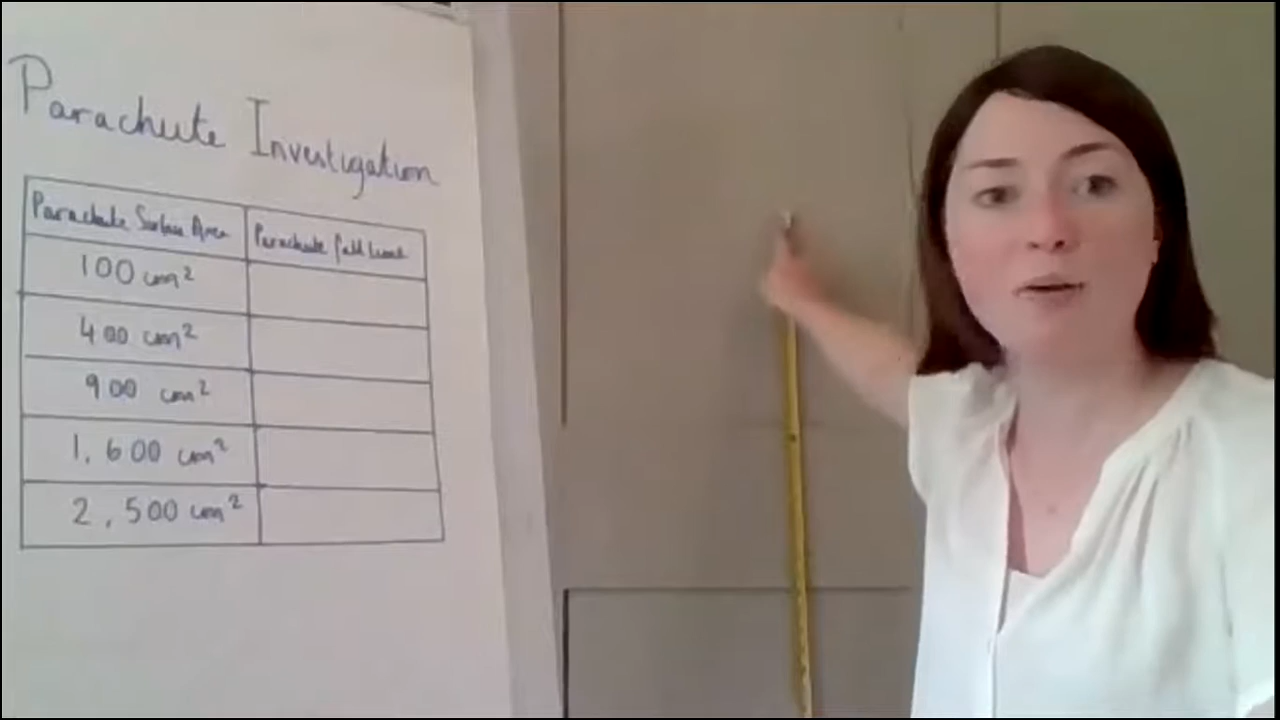 Parachute Investigation
Parachute Surface Area Parachute fall time
100 cm²
400 cm²
900 cm²
1,600 cm²
2,500 cm²